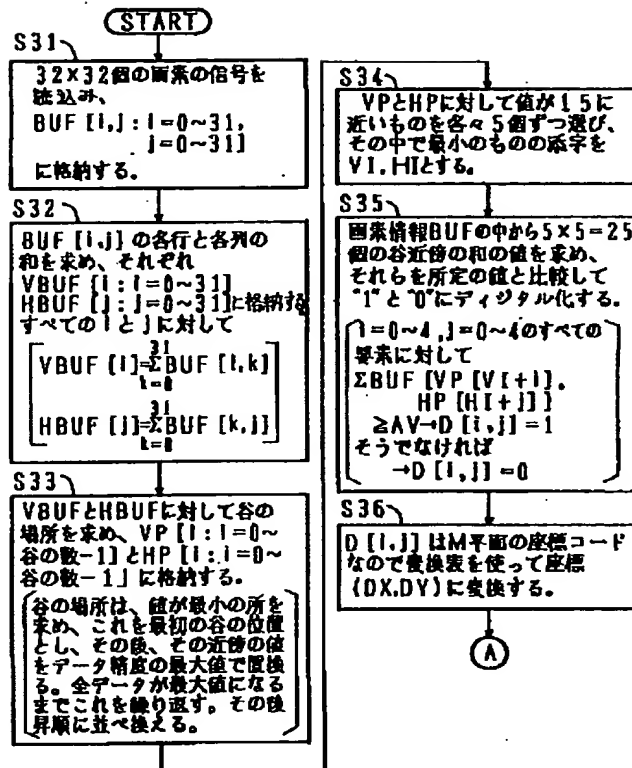 START
S31
32×32個の画素の信号を
読込み、
BUF [i,j:i=0~31,
j=0~31]
に格納する。
S32
BUF [i,j] の各行と各列の
和を求め、それぞれ
VBUF [i:i=0~31]
HBUF [j:j=0~31]に格納する
すべての i と j に対して
31
VBUF [i]=ΣBUF [i,k]
k=0
31
HBUF [j]=ΣBUF [k,j]
k=0
S33
VBUFとHBUFに対して谷の
場所を求め、VP [i:i=0~
谷の数-1]とHP [i:i=0~
谷の数-1」に格納する。
谷の場所は、値が最小の所を
求め、これを最初の谷の位置
とし、その後、その近傍の値
をデータ精度の最大値で置換
る。全データが最大値になる
までこれを繰り返す。その後
昇順に並べ換える。
S34
VPとHPに対して値が15に
近いものを各々5個ずつ選び、
その中で最小のものの添字を
VI.HIとする。
S35
画素情報BUFの中から5×5=25
個の谷近傍の和の値を求め、
それらを所定の値と比較して
"1"と"0"にディジタル化する。
i=0~4,j=0~4のすべての
要素に対して
ΣBUF [VP [VI+i].
HP [HI+j]]
≧AV→D [i,j]=1
そうでなければ
→D [i,j]=0
S36
D [i,j]はM平面の座標コード
なので変換表を使って座標
(DX.DY)に変換する。
A